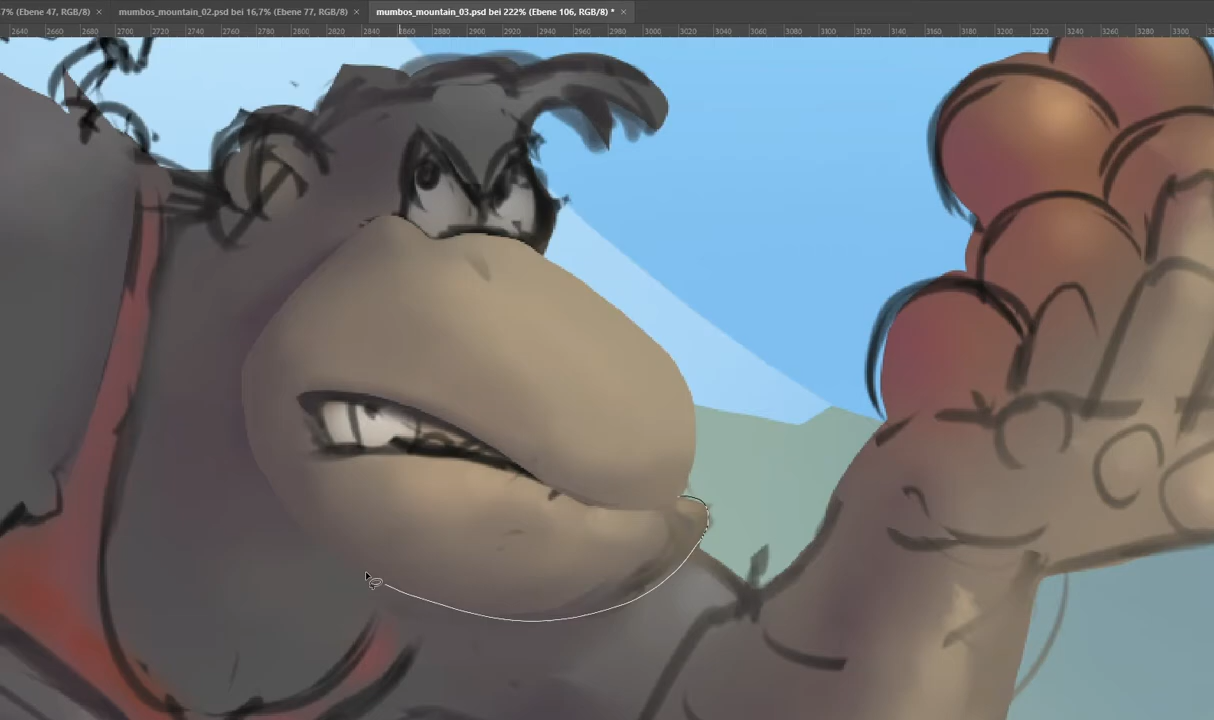 7% (Ebene 47, RGB/8) × mumbos_mountain_02.psd bei 16,7% (Ebene 77, RGB/8) × mumbos_mountain_03.psd bei 222% (Ebene 106, RGB/8) * ×
2640 2660 2680 2700 2720 2740 2760 2780 2800 2820 2840 2860 2880 2900 2920 2940 2960 2980 3000 3020 3040 3060 3080 3100 3120 3140 3160 3180 3200 3220 3240 3260 3280 3300